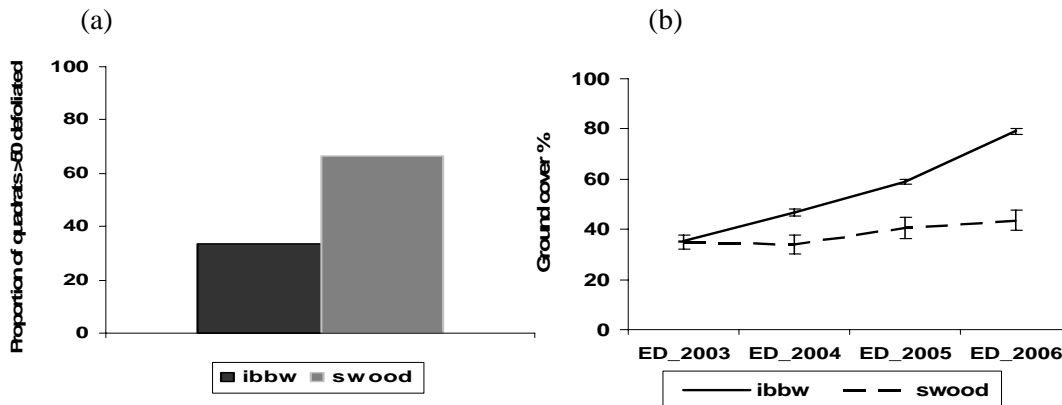 (a)
Proportion of quadrats >50 defoliated
100
80
60
40
20
0
ibbw swood
(b)
Ground cover %
100
80
60
40
20
0
ED_2003 ED_2004 ED_2005 ED_2006
ibbw swood